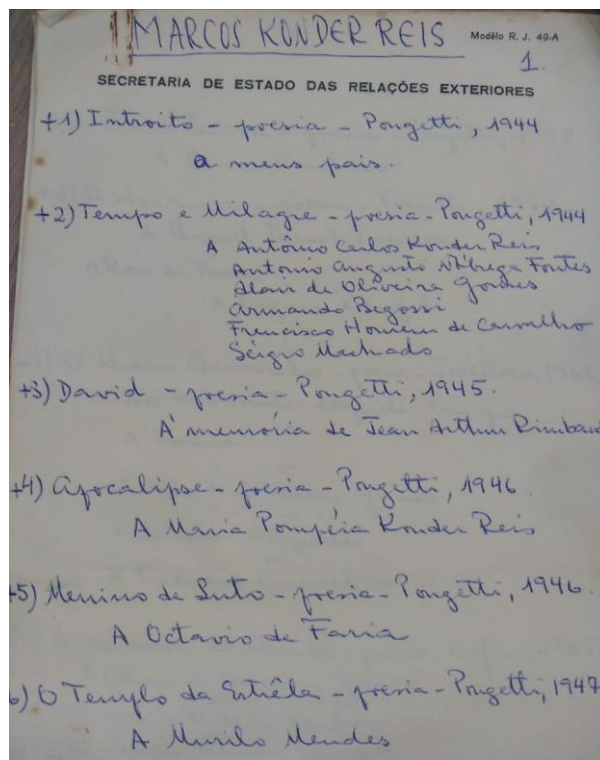 MARCOS KONDER REIS
Modêlo R. J. 49-A
1.
SECRETARIA DE ESTADO DAS RELAÇÕES EXTERIORES
+1) Introito - poesia - Pongetti, 1944
a meus pais.
+2) Tempo e Milagre - poesia - Pongetti, 1944
A Antônio Carlos Konder Reis
Antonio Augusto Nóbrega Fontes
Alair de Oliveira Gomes
Armando Begossi
Francisco Homem de Carvalho
Sérgio Machado
+3) David - poesia - Pongetti, 1945.
À memória de Jean Arthur Rimbau
+4) Apocalipse - poesia - Pongetti, 1946
A Maria Pompéia Konder Reis
+5) Menino de Luto - poesia - Pongetti, 1946.
A Octavio de Faria
6) O Templo da Estrêla - poesia - Pongetti, 1947
A Murilo Mendes